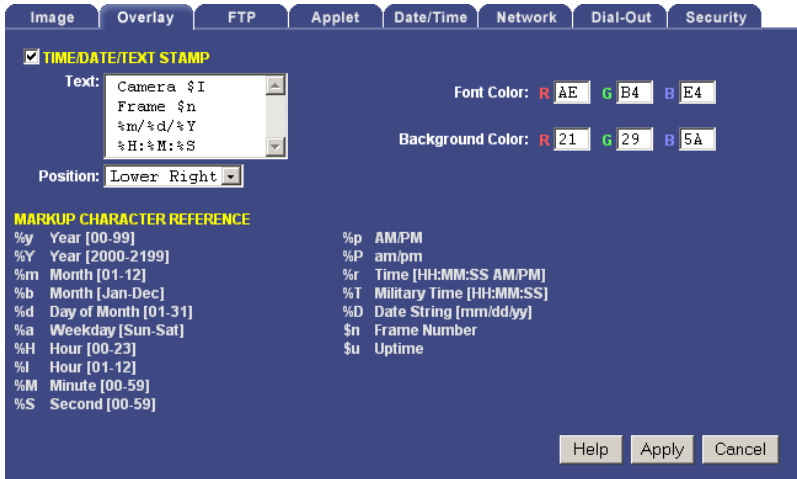 Image Overlay FTP Applet Date/Time Network Dial-Out Security
TIME/DATE/TEXT STAMP
Text:
Camera $I
Frame $n
%m/%d/%Y
%H:%M:%S
Position: Lower Right
Font Color: R AE G B4 B E4
Background Color: R 21 G 29 B 5A
MARKUP CHARACTER REFERENCE
%y Year [00-99]
%Y Year [2000-2199]
%m Month [01-12]
%b Month [Jan-Dec]
%d Day of Month [01-31]
%a Weekday [Sun-Sat]
%H Hour [00-23]
%I Hour [01-12]
%M Minute [00-59]
%S Second [00-59]
%p AM/PM
%P am/pm
%r Time [HH:MM:SS AM/PM]
%T Military Time [HH:MM:SS]
%D Date String [mm/dd/yy]
$n Frame Number
$u Uptime
Help Apply Cancel